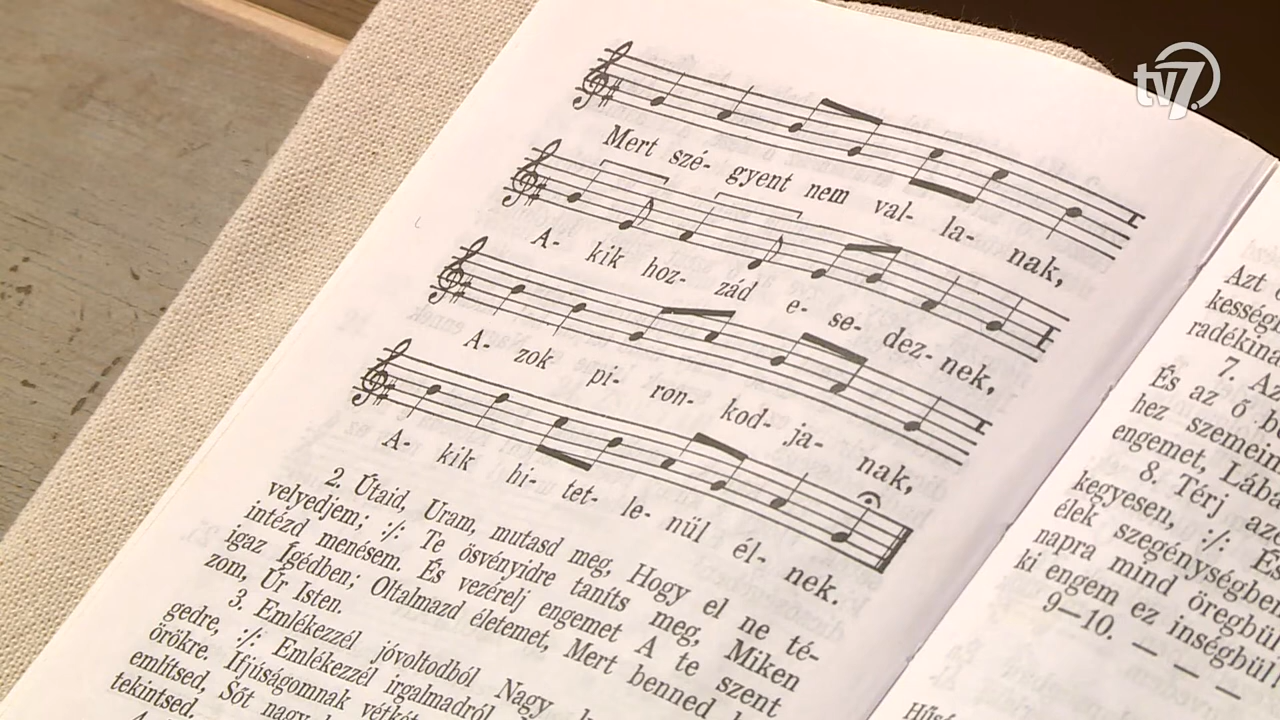 tv7
Mert szé- gyent nem val- la- nak,
A- kik hoz- zád e- se- dez- nek,
A- zok pi- ron- kod- ja- nak,
A- kik hi- tet- le- nül él- nek.
2. Útaid, Uram, mutasd meg, Hogy el ne té-
velyedjem; :/: Te ösvényidre taníts meg, Miken
intézd menésem. És vezérelj engemet A te szent
igaz Igédben; Oltalmazd életemet, Mert benned
zom, Úr Isten.
3. Emlékezzél jóvoltodból Nagy
gedre, :/: Emlékezzél irgalmadról
örökre. Ifjúságomnak
említsed, Sőt nagy
tekintsed.
Azt
kességr
radékina
7. Az
És az ő
hez szemeim
engemet, Lába
8. Térj
kegyesen, :/: És
élek szegénységben
napra mind öregbül
ki engem ez inségbül
9—10. — — —